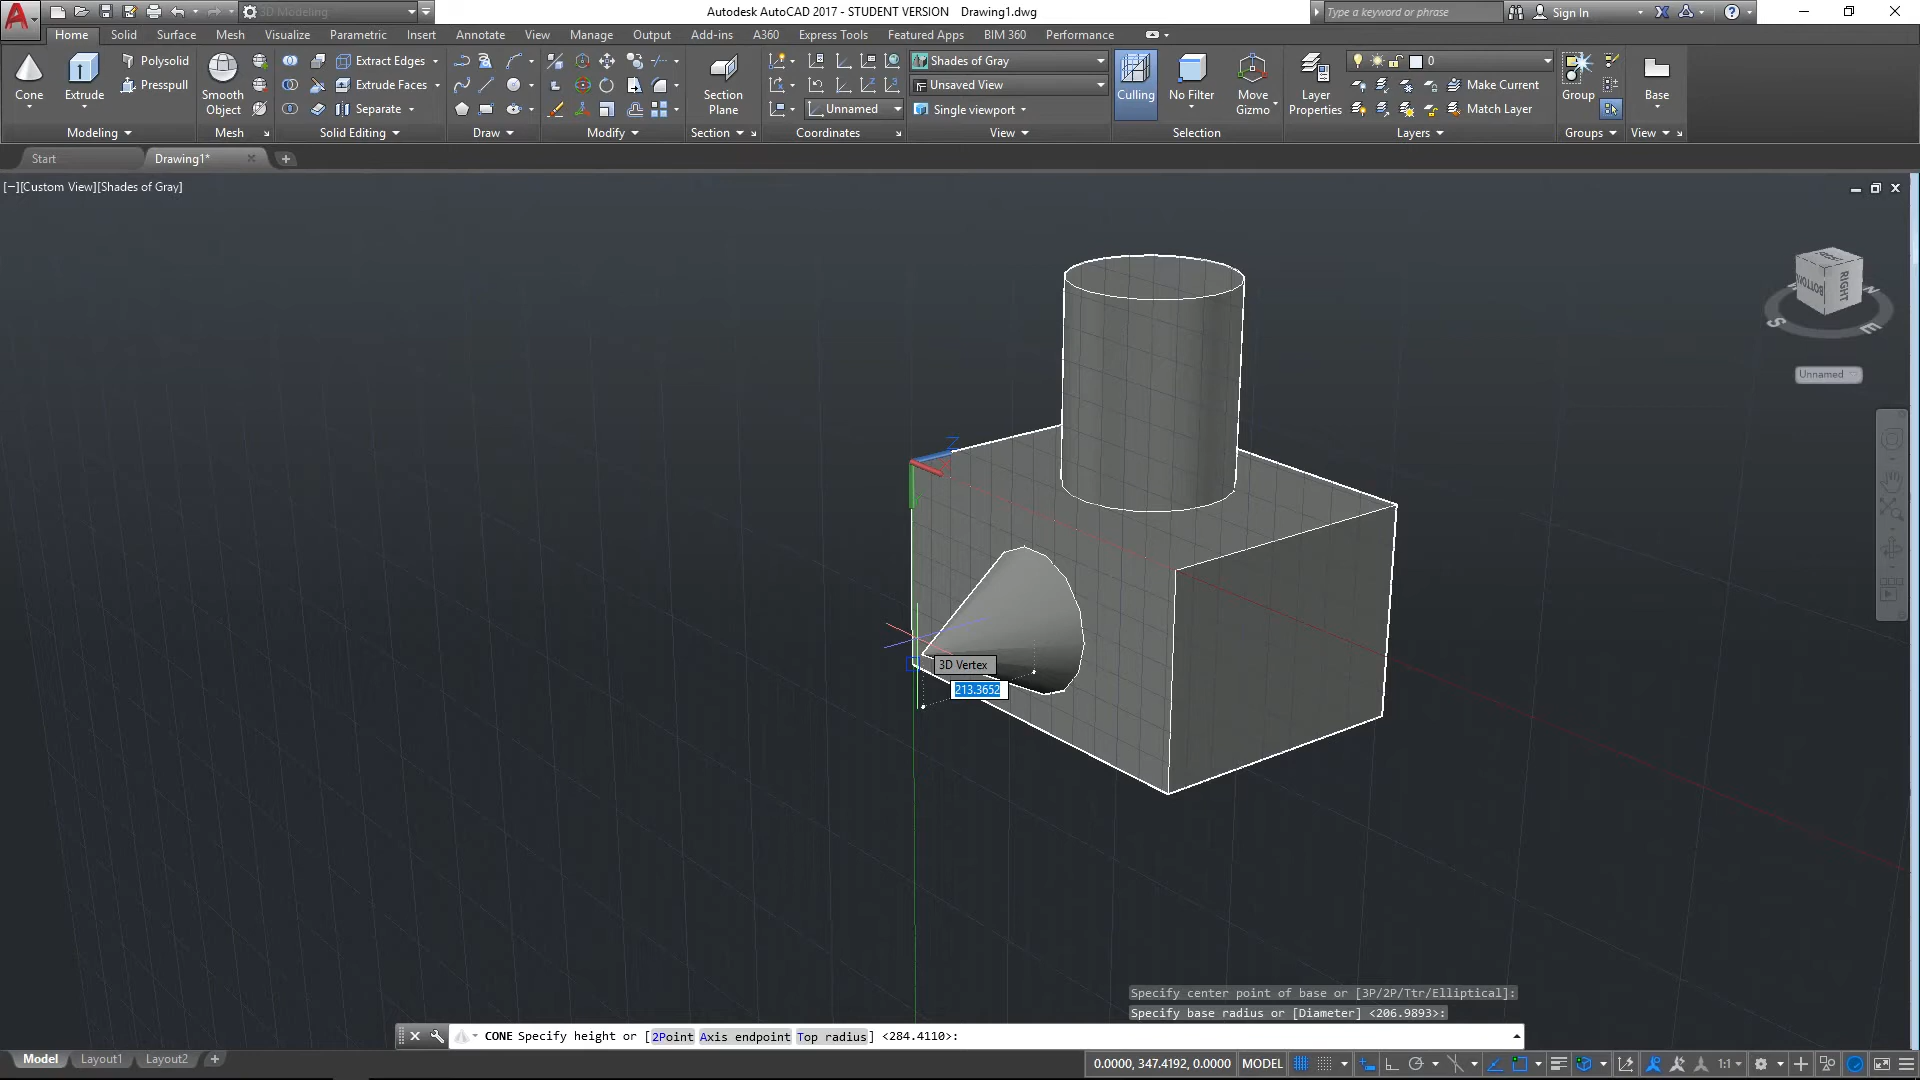 3D Modeling
Autodesk AutoCAD 2017 - STUDENT VERSION Drawing1.dwg
Type a keyword or phrase
Sign In
Home Solid Surface Mesh Visualize Parametric Insert Annotate View Manage Output Add-ins A360 Express Tools Featured Apps BIM 360 Performance
Cone
Extrude
Polysolid
Presspull
Modeling
Smooth
Object
Mesh
Extract Edges
Extrude Faces
Separate
Solid Editing
Draw
Modify
Section
Plane
Section
Unnamed
Coordinates
Shades of Gray
Unsaved View
Single viewport
View
Culling
No Filter
Move
Gizmo
Selection
Layer
Properties
0
Make Current
Match Layer
Layers
Group
Groups
Base
View
Start
Drawing1*
[−][Custom View][Shades of Gray]
BOTTOM
RIGHT
N
S
E
Unnamed
Z
3D Vertex
213.3652
Specify center point of base or [3P/2P/Ttr/Elliptical]:
Specify base radius or [Diameter] <206.9893>:
CONE Specify height or [2Point Axis endpoint Top radius] <284.4110>:
Model Layout1 Layout2
0.0000, 347.4192, 0.0000 MODEL 1:1